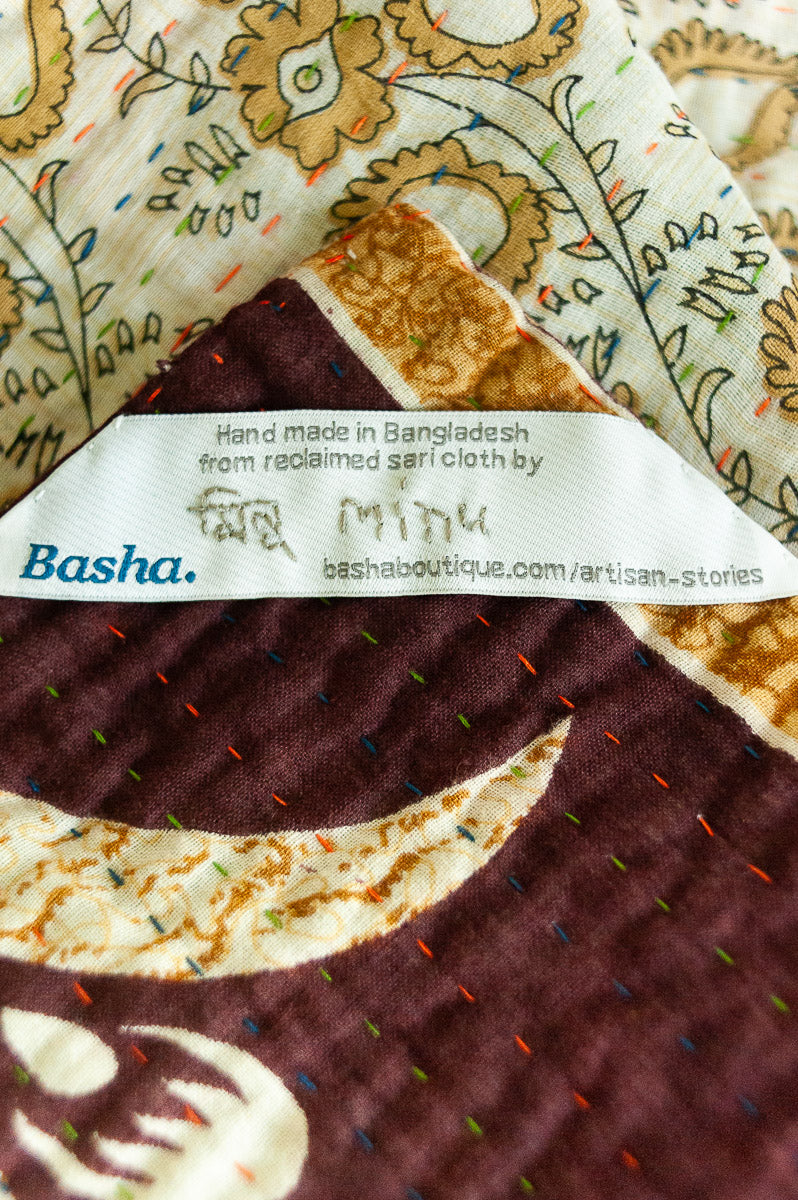 Hand made in Bangladesh
from reclaimed sari cloth by
মিনু minu
Basha.
bashaboutique.com/artisan-stories